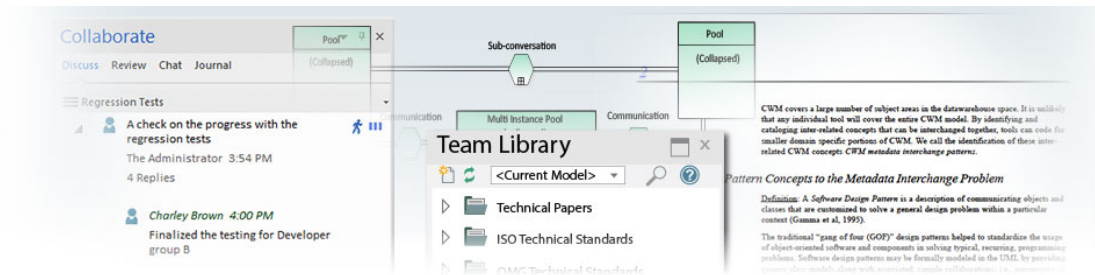 Collaborate
Discuss Review Chat Journal
Regression Tests
A check on the progress with the
regression tests
The Administrator 3:54 PM
4 Replies
Charley Brown 4:00 PM
Finalized the testing for Developer
group B
Pool
(Collapsed)
Sub-conversation
Pool
(Collapsed)
2
Multi Instance Pool
Communication
Team Library
<Current Model>
Technical Papers
ISO Technical Standards
OMG Technical Standards
CWM covers a large number of subject areas in the datawarehouse space. It is unlikely
that any individual tool will cover the entire CWM model. By identifying and
cataloging inter-related concepts that can be interchanged together, tools can code for
smaller domain specific portions of CWM. We call the identification of these inter-
related CWM concepts CWM metadata interchange patterns.
Pattern Concepts to the Metadata Interchange Problem
Definition: A Software Design Pattern is a description of communicating objects and
classes that are customized to solve a general design problem within a particular
context (Gamma et al, 1995).
The traditional "gang of four (GOF)" design patterns helped to standardize the usage
of object-oriented software and components in solving typical, recurring, programming
problems. Software design patterns may be formally modeled in the UML by providing